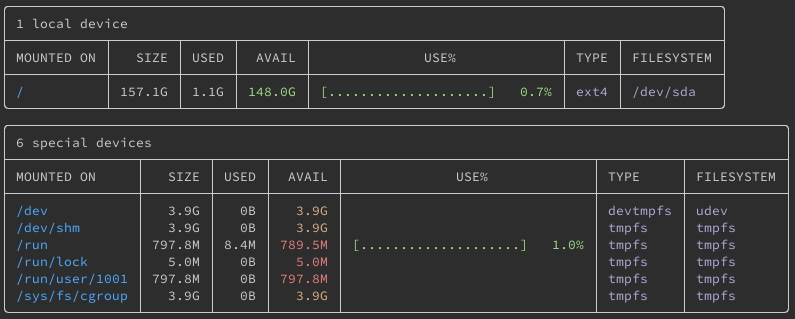 1 local device
MOUNTED ON SIZE USED AVAIL USE% TYPE FILESYSTEM
/ 157.1G 1.1G 148.0G [....................] 0.7% ext4 /dev/sda
6 special devices
MOUNTED ON SIZE USED AVAIL USE% TYPE FILESYSTEM
/dev 3.9G 0B 3.9G devtmpfs udev
/dev/shm 3.9G 0B 3.9G tmpfs tmpfs
/run 797.8M 8.4M 789.5M [....................] 1.0% tmpfs tmpfs
/run/lock 5.0M 0B 5.0M tmpfs tmpfs
/run/user/1001 797.8M 0B 797.8M tmpfs tmpfs
/sys/fs/cgroup 3.9G 0B 3.9G tmpfs tmpfs